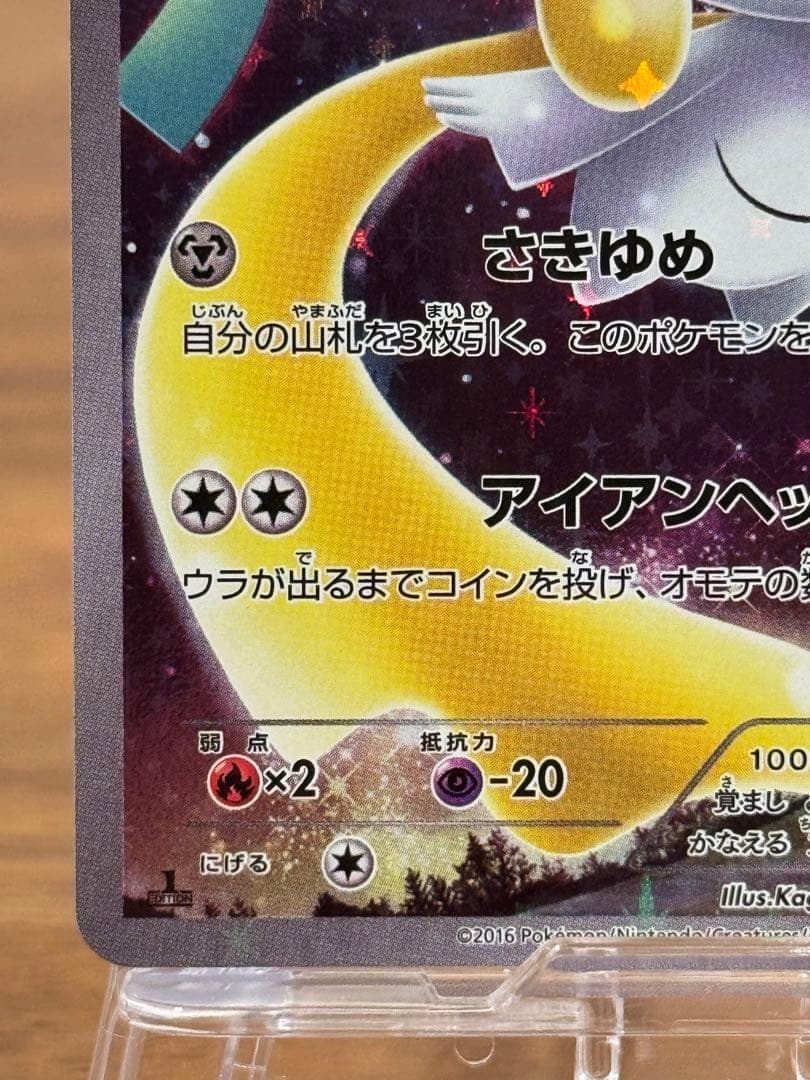 さきゆめ
じぶん やまふだ まい ひ
自分の山札を3枚引く。このポケモンを
アイアンヘッ
で な
ウラが出るまでコインを投げ、オモテの
弱点 抵抗力
×2 -20
100
さ
覚まし
かなえる
にげる
1
EDITION
Illus.Kag
©2016 Pokémon/Nintendo/Creatures/